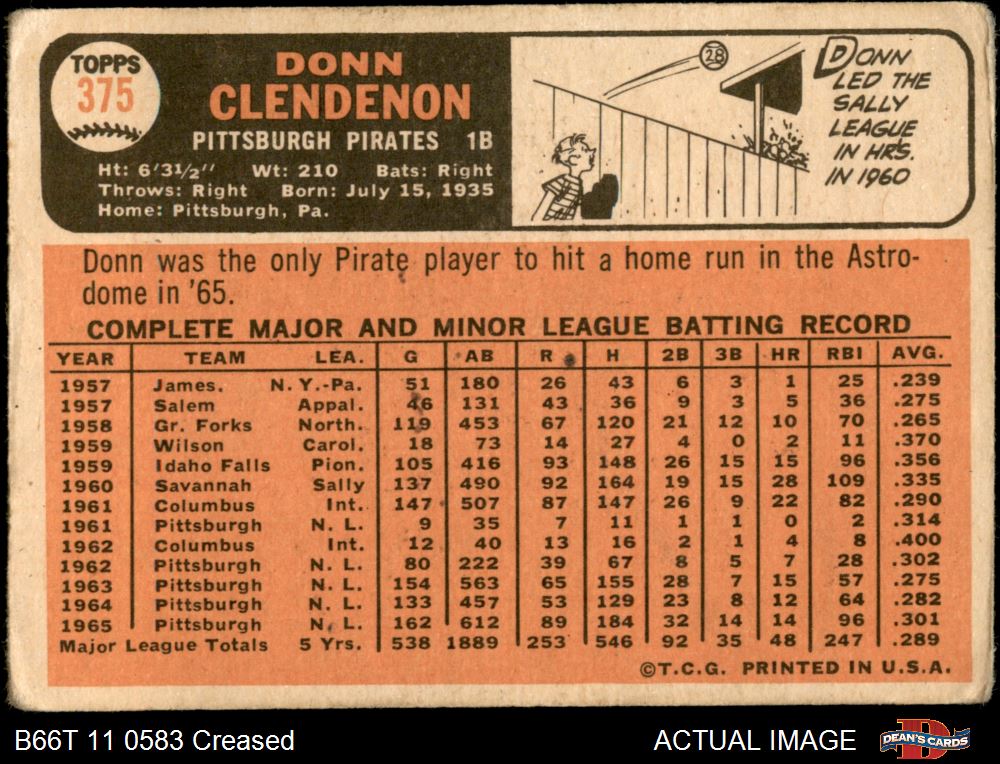 TOPPS
375
DONN
CLENDENON
PITTSBURGH PIRATES 1B
Ht: 6'3½" Wt: 210 Bats: Right
Throws: Right Born: July 15, 1935
Home: Pittsburgh, Pa.
28
DONN
LED THE
SALLY
LEAGUE
IN HRS.
IN 1960
Donn was the only Pirate player to hit a home run in the Astro-
dome in '65.
COMPLETE MAJOR AND MINOR LEAGUE BATTING RECORD
YEAR TEAM LEA. G AB R H 2B 3B HR RBI AVG.
1957 James. N.Y.-Pa. 51 180 26 43 6 3 1 25 .239
1957 Salem Appal. 46 131 43 36 9 3 5 36 .275
1958 Gr. Forks North. 119 453 67 120 21 12 10 70 .265
1959 Wilson Carol. 18 73 14 27 4 0 2 11 .370
1959 Idaho Falls Pion. 105 416 93 148 26 15 15 96 .356
1960 Savannah Sally 137 490 92 164 19 15 28 109 .335
1961 Columbus Int. 147 507 87 147 26 9 22 82 .290
1961 Pittsburgh N. L. 9 35 7 11 1 1 0 2 .314
1962 Columbus Int. 12 40 13 16 2 1 4 8 .400
1962 Pittsburgh N. L. 80 222 39 67 8 5 7 28 .302
1963 Pittsburgh N. L. 154 563 65 155 28 7 15 57 .275
1964 Pittsburgh N. L. 133 457 53 129 23 8 12 64 .282
1965 Pittsburgh N. L. 162 612 89 184 32 14 14 96 .301
Major League Totals 5 Yrs. 538 1889 253 546 92 35 48 247 .289
©T.C.G. PRINTED IN U.S.A.
B66T 11 0583 Creased
ACTUAL IMAGE
D
DEAN'S CARDS